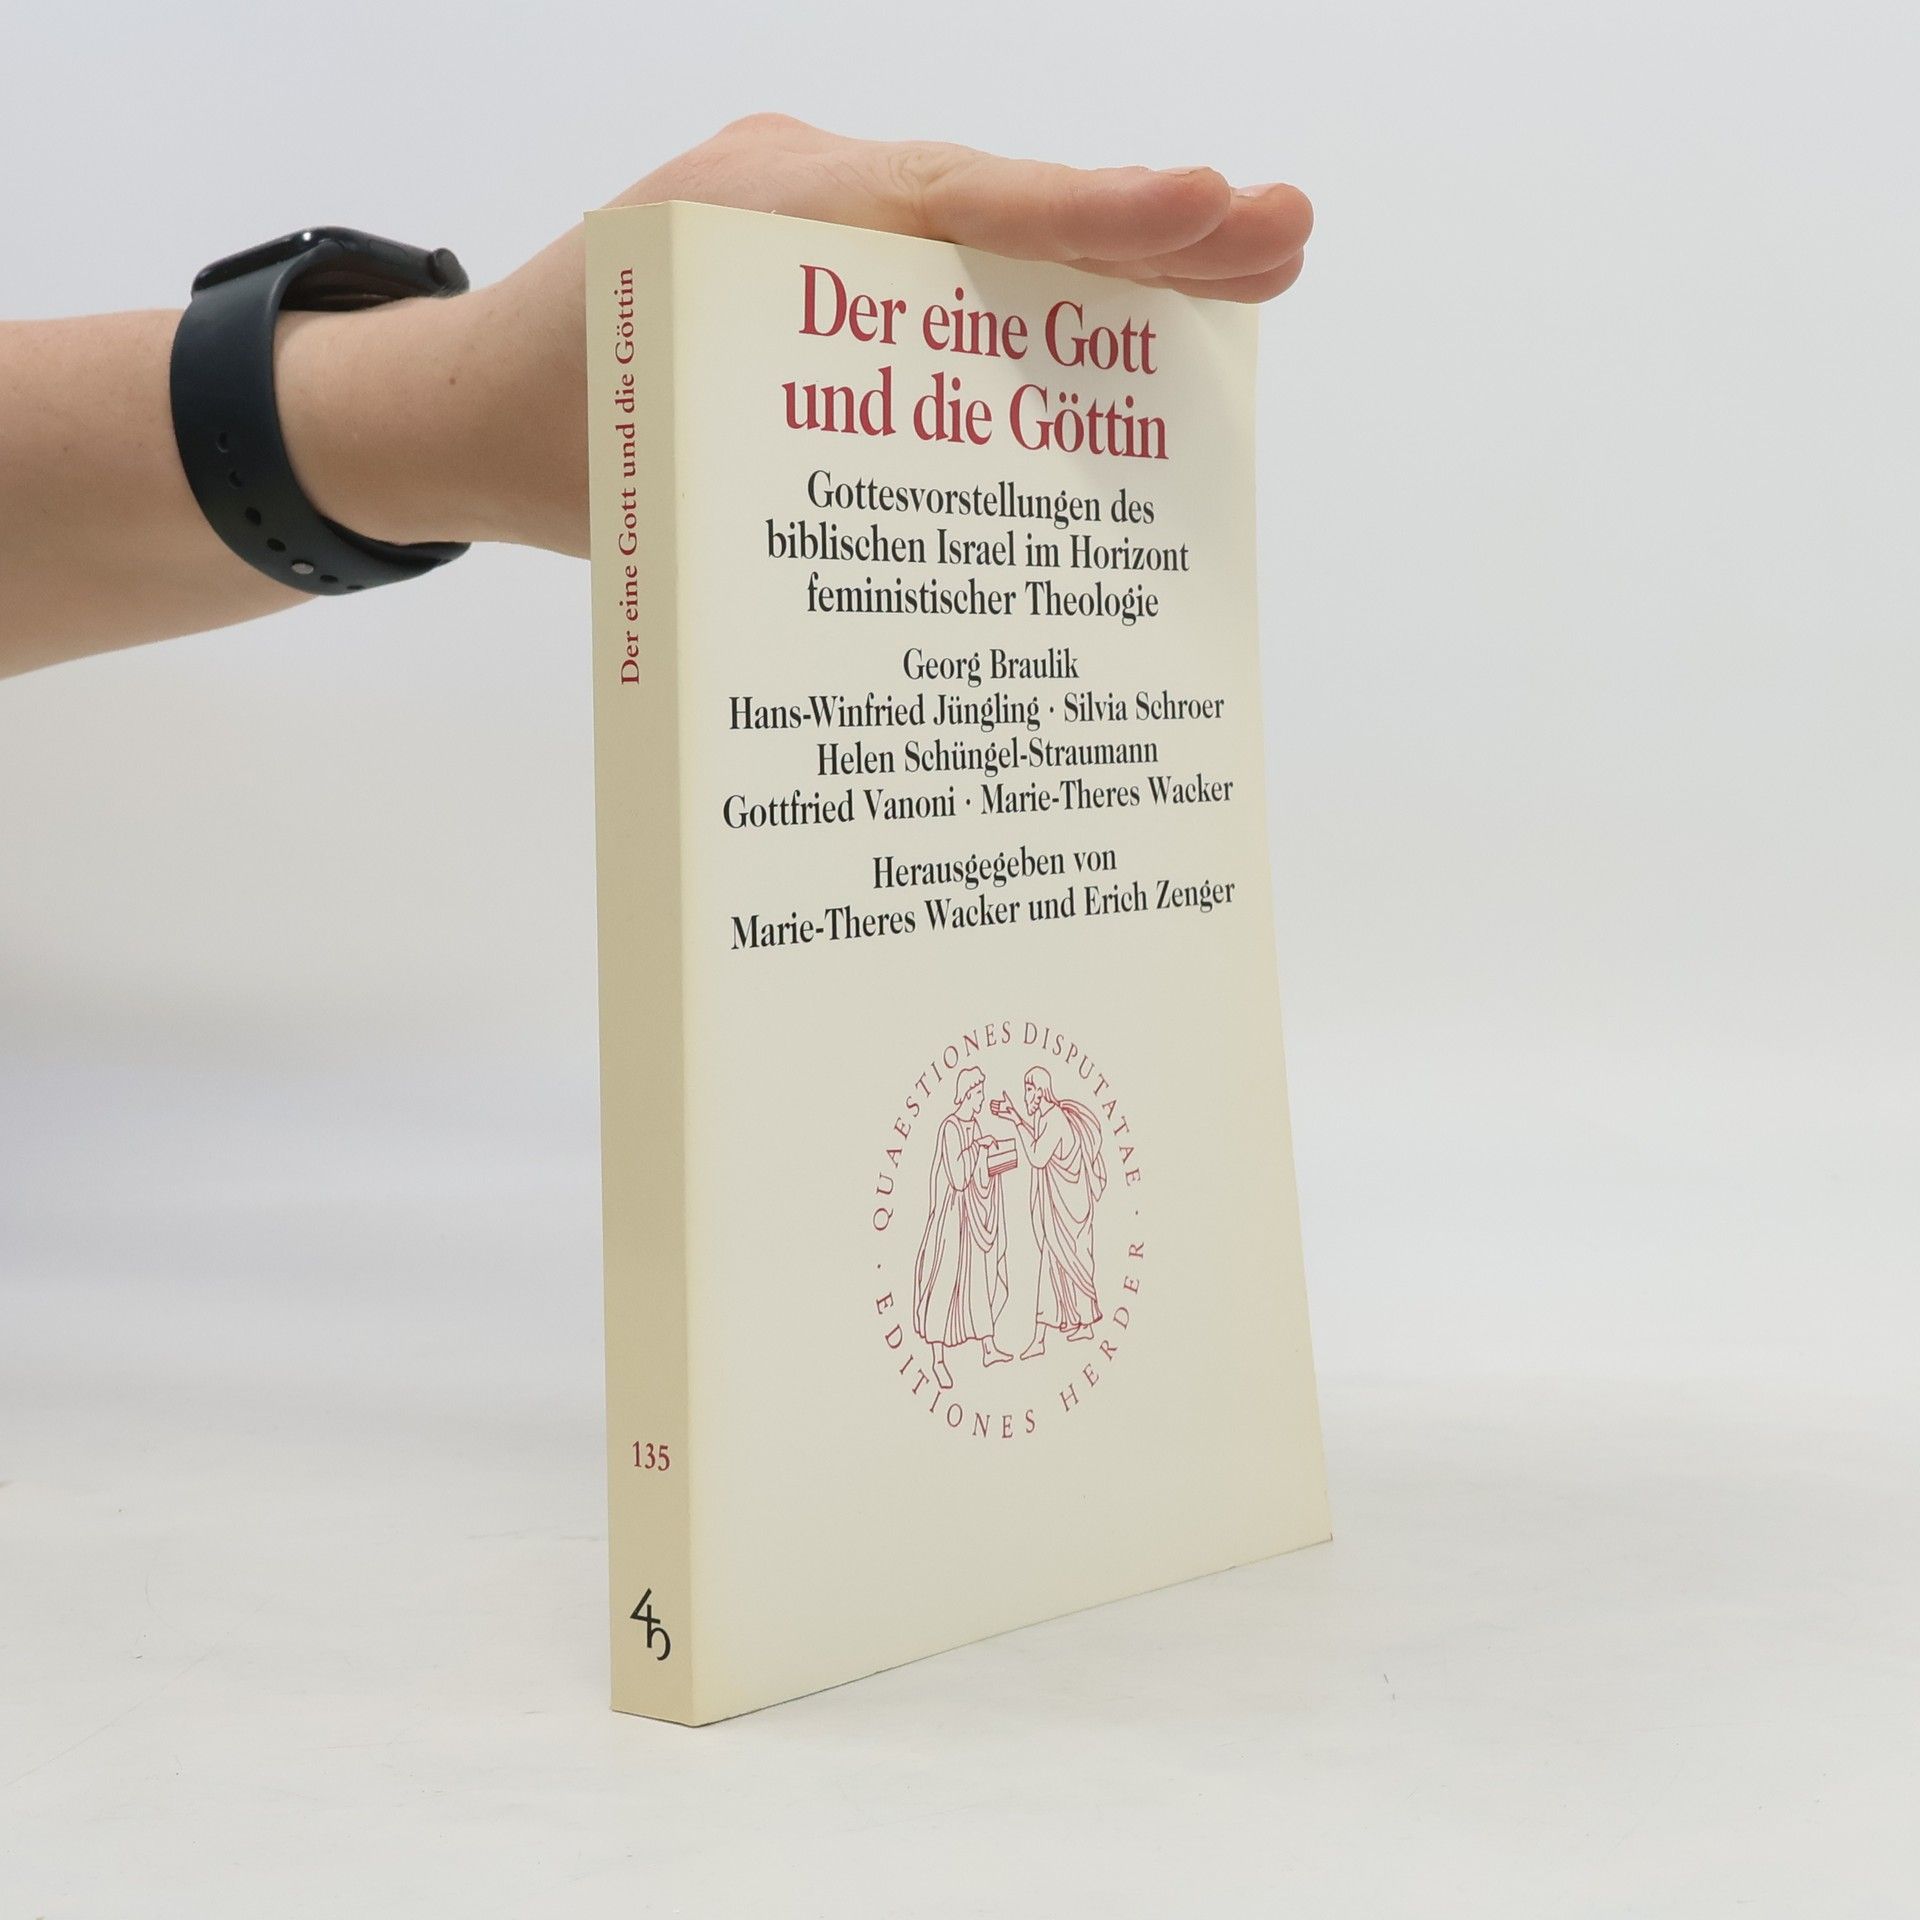 Der eine Gott und die Göttin
135
Der eine Gott
und die Göttin
Gottesvorstellungen des
biblischen Israel im Horizont
feministischer Theologie
Georg Braulik
Hans-Winfried Jüngling · Silvia Schroer
Helen Schüngel-Straumann
Gottfried Vanoni · Marie-Theres Wacker
Herausgegeben von
Marie-Theres Wacker und Erich Zenger
· QUAESTIONES DISPUTATAE ·
EDITIONES HERDER